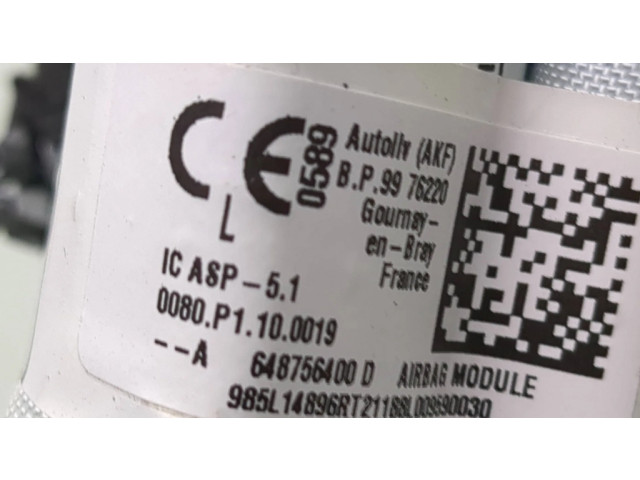 CE 0589
L
Autoliv (AKF)
B.P.99 76220
Gournay-
en-Bray
France
IC ASP-5.1
0080.P1.10.0019
--A
648756400 D AIRBAG MODULE
985L14896RT21188L009590030